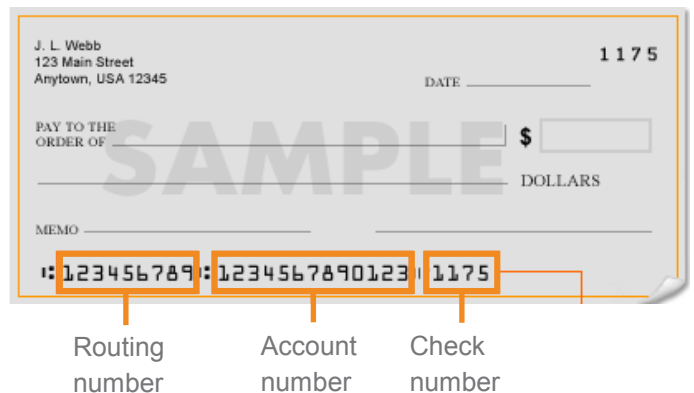 J. L. Webb
123 Main Street
Anytown, USA 12345
1175
DATE
PAY TO THE
ORDER OF
$
SAMPLE
DOLLARS
MEMO
⑆123456789⑆ 1234567890123⑈ 1175
Routing
number
Account
number
Check
number